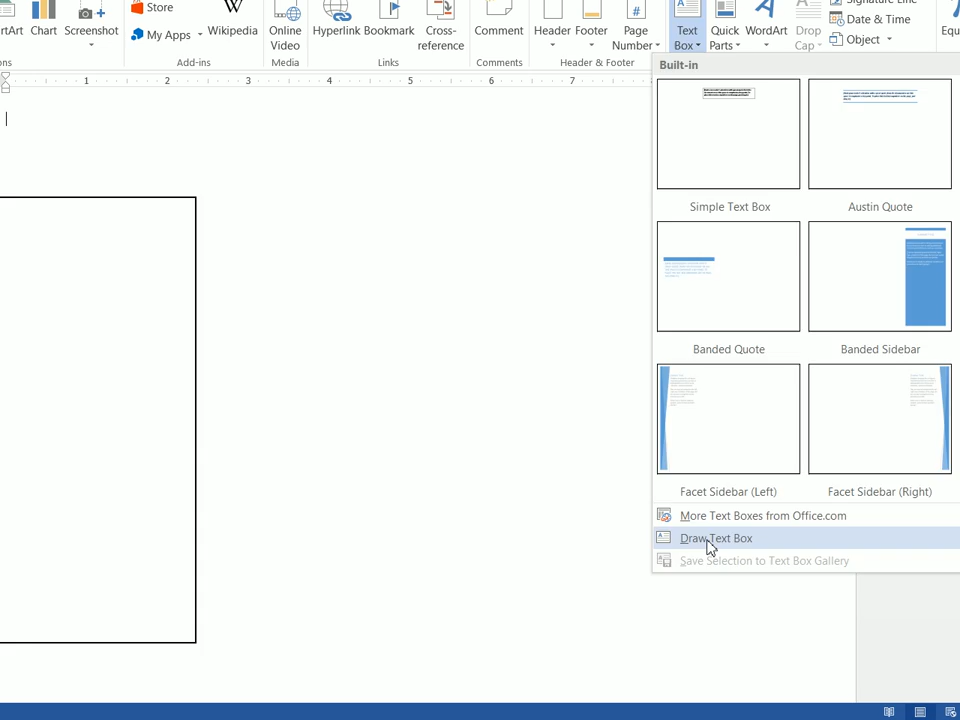 Store
My Apps
rtArt
Chart
Screenshot
Wikipedia
Online
Video
Hyperlink
Bookmark
Cross-
reference
Comment
Header
Footer
Page
Number
#
Text
Box
Quick
Parts
WordArt
Drop
Cap
Signature Line
Date & Time
Object
Equ
ons
Add-ins
Media
Links
Comments
Header & Footer
1 2 3 4 5 6 7
Built-in
Simple Text Box
Austin Quote
Banded Quote
Banded Sidebar
Facet Sidebar (Left)
Facet Sidebar (Right)
More Text Boxes from Office.com
Draw Text Box
Save Selection to Text Box Gallery